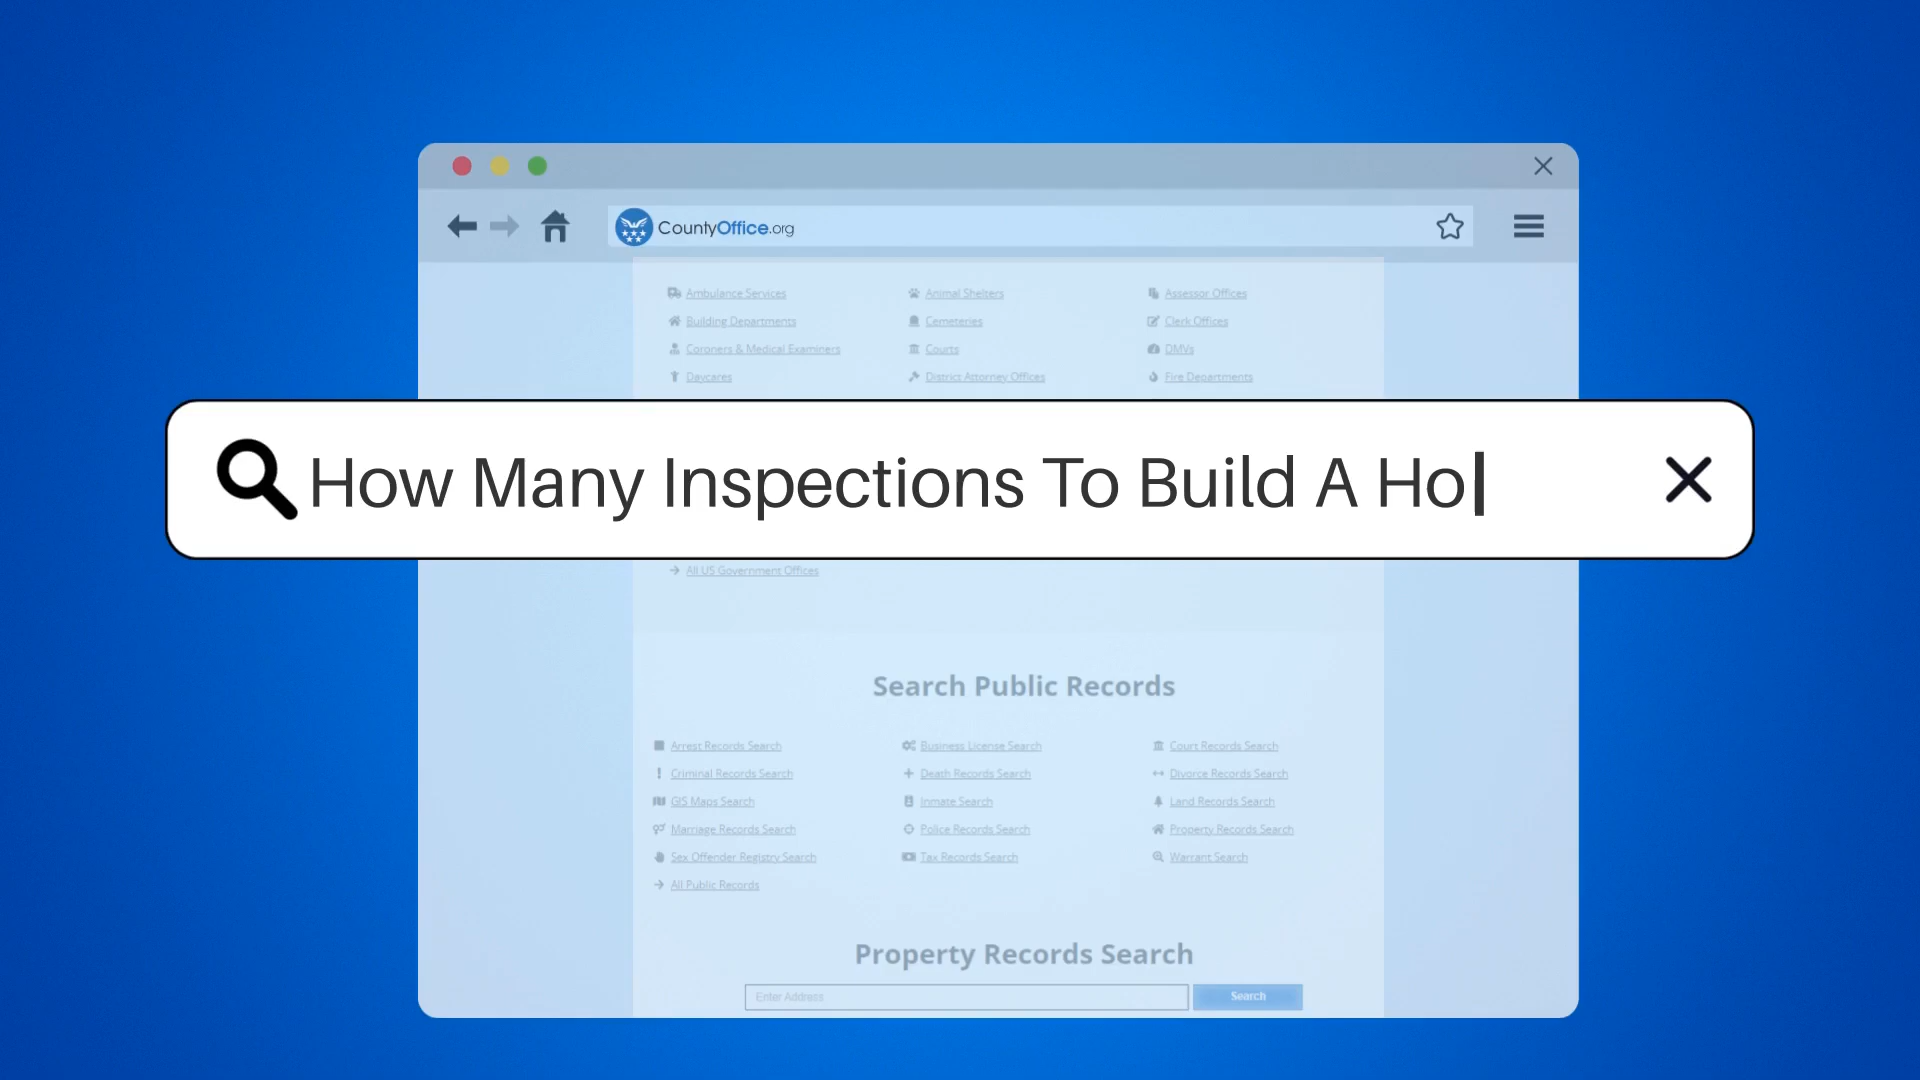 CountyOffice.org
Ambulance Services Animal Shelters Assessor Offices
Building Departments Cemeteries Clerk Offices
Coroners & Medical Examiners Courts DMVs
Daycares District Attorney Offices Fire Departments
How Many Inspections To Build A Ho
All US Government Offices
Search Public Records
Arrest Records Search Business License Search Court Records Search
Criminal Records Search Death Records Search Divorce Records Search
GIS Maps Search Inmate Search Land Records Search
Marriage Records Search Police Records Search Property Records Search
Sex Offender Registry Search Tax Records Search Warrant Search
All Public Records
Property Records Search
Enter Address Search